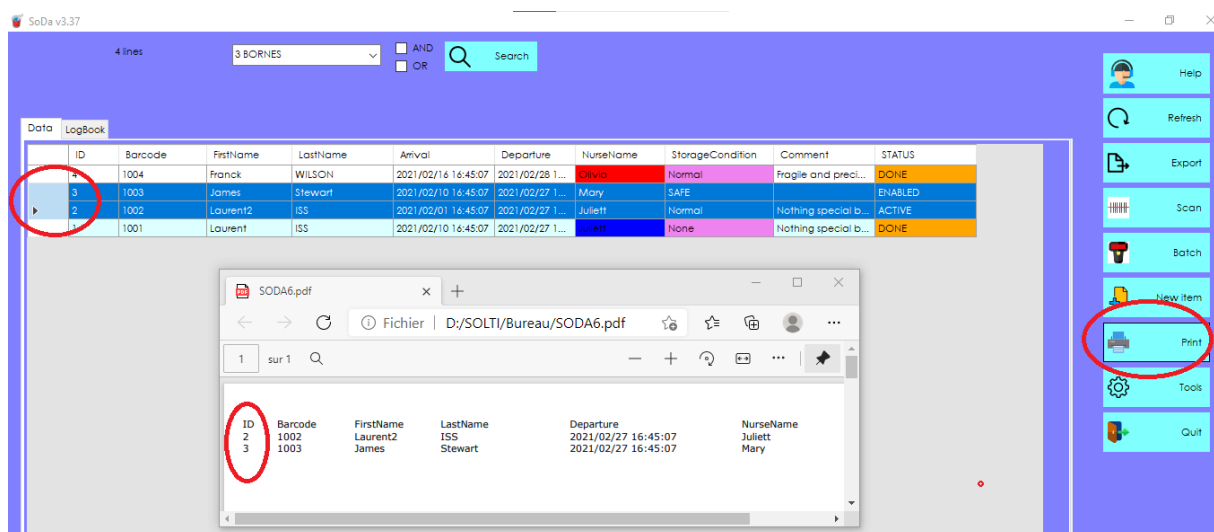 SoDa v3.37
4 lines
3 BORNES
AND
OR
Search
Help
Refresh
Export
Scan
Batch
New item
Print
Tools
Quit
Data LogBook
ID Barcode FirstName LastName Arrival Departure NurseName StorageCondition Comment STATUS
4 1004 Franck WILSON 2021/02/16 16:45:07 2021/02/28 1... Olivia Normal Fragile and preci... DONE
3 1003 James Stewart 2021/02/10 16:45:07 2021/02/27 1... Mary SAFE ENABLED
2 1002 Laurent2 ISS 2021/02/01 16:45:07 2021/02/27 1... Juliett Normal Nothing special b... ACTIVE
1 1001 Laurent ISS 2021/02/10 16:45:07 2021/02/27 1... Juliett None Nothing special b... DONE
SODA6.pdf
Fichier D:/SOLTI/Bureau/SODA6.pdf
1 sur 1
ID Barcode FirstName LastName Departure NurseName
2 1002 Laurent2 ISS 2021/02/27 16:45:07 Juliett
3 1003 James Stewart 2021/02/27 16:45:07 Mary